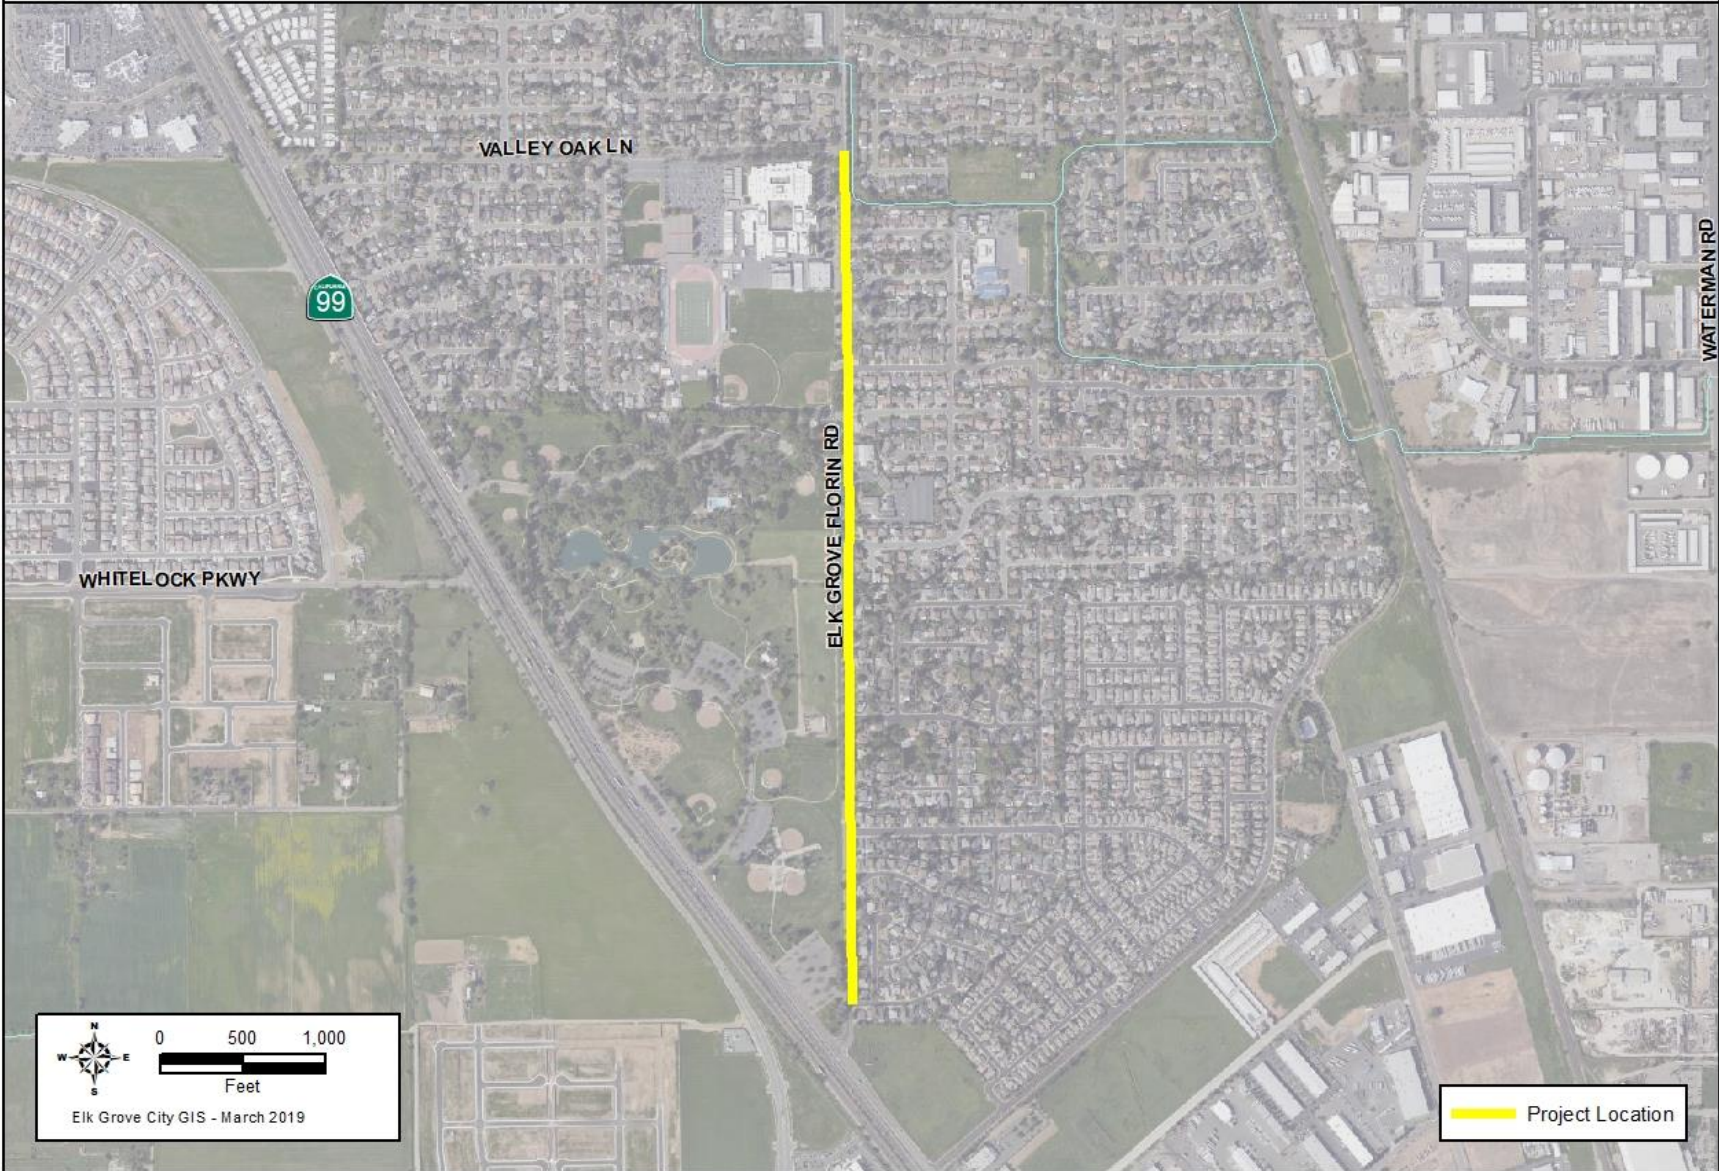 VALLEY OAK LN
CALIFORNIA
99
WATERMAN RD
ELK GROVE FLORIN RD
WHITELOCK PKWY
N
W E
S
0 500 1,000
Feet
Elk Grove City GIS - March 2019
Project Location